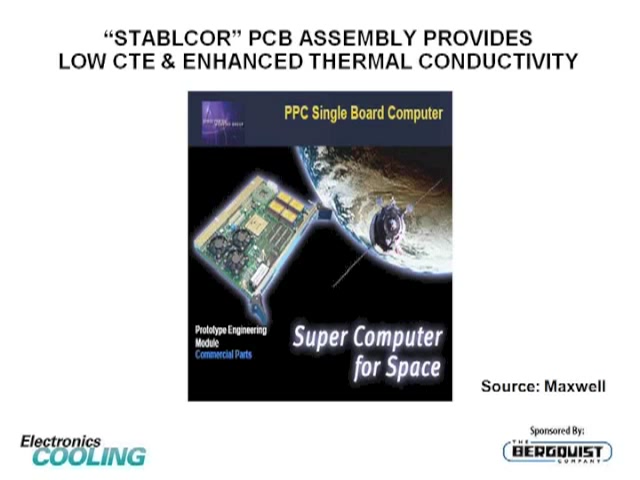 “STABLCOR” PCB ASSEMBLY PROVIDES
LOW CTE & ENHANCED THERMAL CONDUCTIVITY
PPC Single Board Computer
Prototype Engineering
Module
Commercial Parts
Super Computer
for Space
Source: Maxwell
Electronics
COOLING
Sponsored By:
THE
BERGQUIST
COMPANY